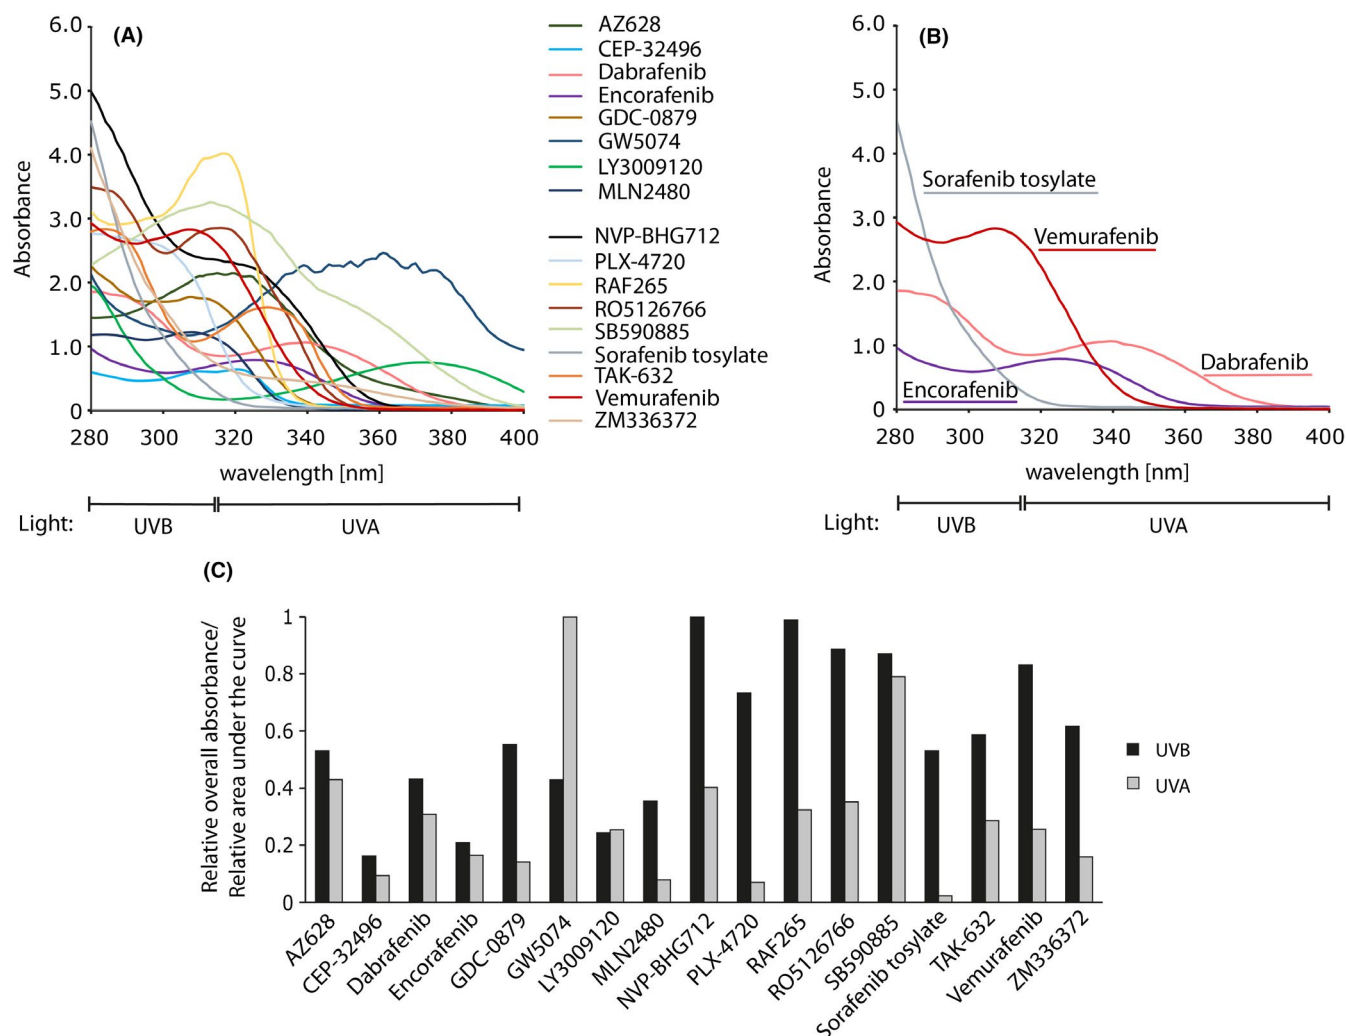 (A)
Absorbance
6.0
5.0
4.0
3.0
2.0
1.0
0
280 300 320 340 360 380 400
wavelength [nm]
Light:
UVB
UVA
AZ628
CEP-32496
Dabrafenib
Encorafenib
GDC-0879
GW5074
LY3009120
MLN2480
NVP-BHG712
PLX-4720
RAF265
RO5126766
SB590885
Sorafenib tosylate
TAK-632
Vemurafenib
ZM336372
(B)
Absorbance
6.0
5.0
4.0
3.0
2.0
1.0
0
Sorafenib tosylate
Vemurafenib
Dabrafenib
Encorafenib
280 300 320 340 360 380 400
wavelength [nm]
Light:
UVB
UVA
(C)
Relative overall absorbance/
Relative area under the curve
1
0.8
0.6
0.4
0.2
0
AZ628
CEP-32496
Dabrafenib
Encorafenib
GDC-0879
GW5074
LY3009120
MLN2480
NVP-BHG712
PLX-4720
RAF265
RO5126766
SB590885
Sorafenib tosylate
TAK-632
Vemurafenib
ZM336372
UVB
UVA